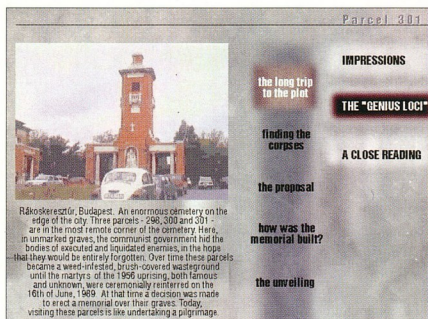 Parcel 301
the long trip
to the plot
finding the
corpses
the proposal
how was the
memorial built?
the unveiling
IMPRESSIONS
THE "GENIUS LOCI"
A CLOSE READING
Rákoskeresztúr, Budapest. An enormous cemetery on the
edge of the city. Three parcels - 298, 300 and 301 -
are in the most remote corner of the cemetery. Here,
in unmarked graves, the communist government hid the
bodies of executed and liquidated enemies, in the hope
that they would be entirely forgotten. Over time these parcels
became a weed-infested, brush-covered wasteground
until the martyrs of the 1956 uprising, both famous
and unknown, were ceremonially reinterred on the
16th of June, 1989. At that time a decision was made
to erect a memorial over their graves. Today,
visiting these parcels is like undertaking a pilgrimage.